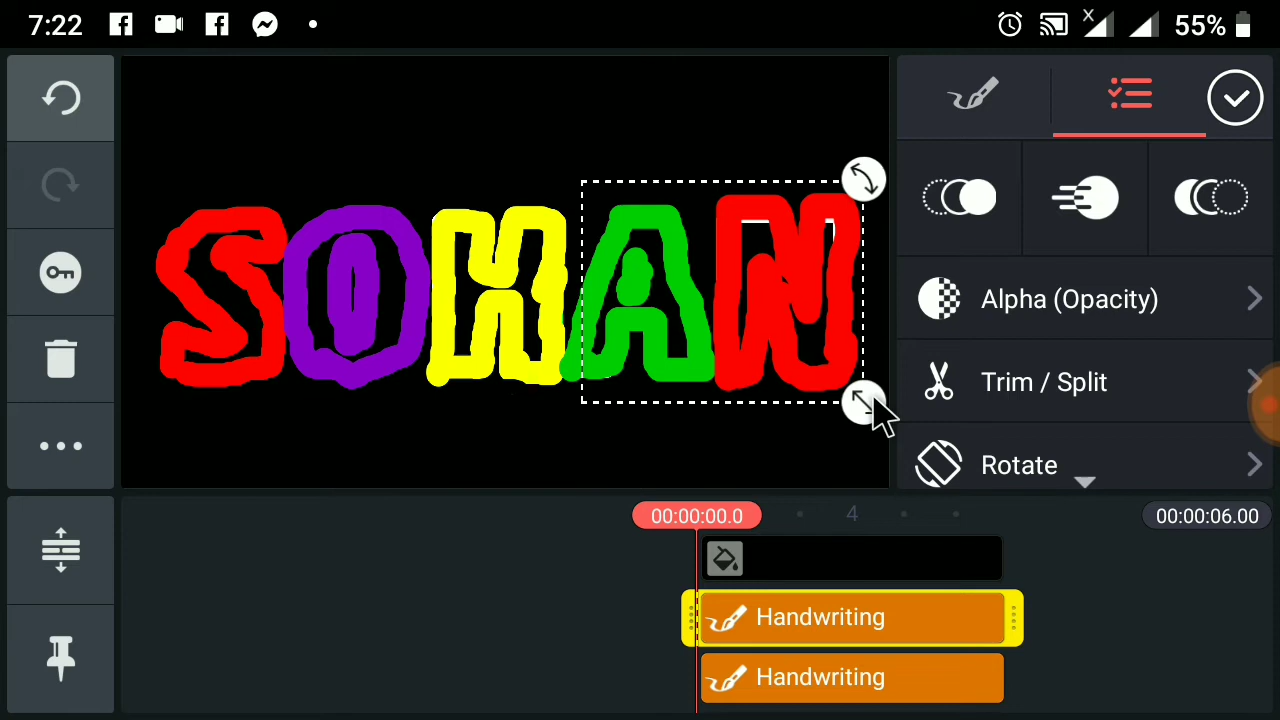 7:22
55%
SOHAN
Alpha (Opacity)
Trim / Split
Rotate
00:00:00.0
4
00:00:06.00
Handwriting
Handwriting